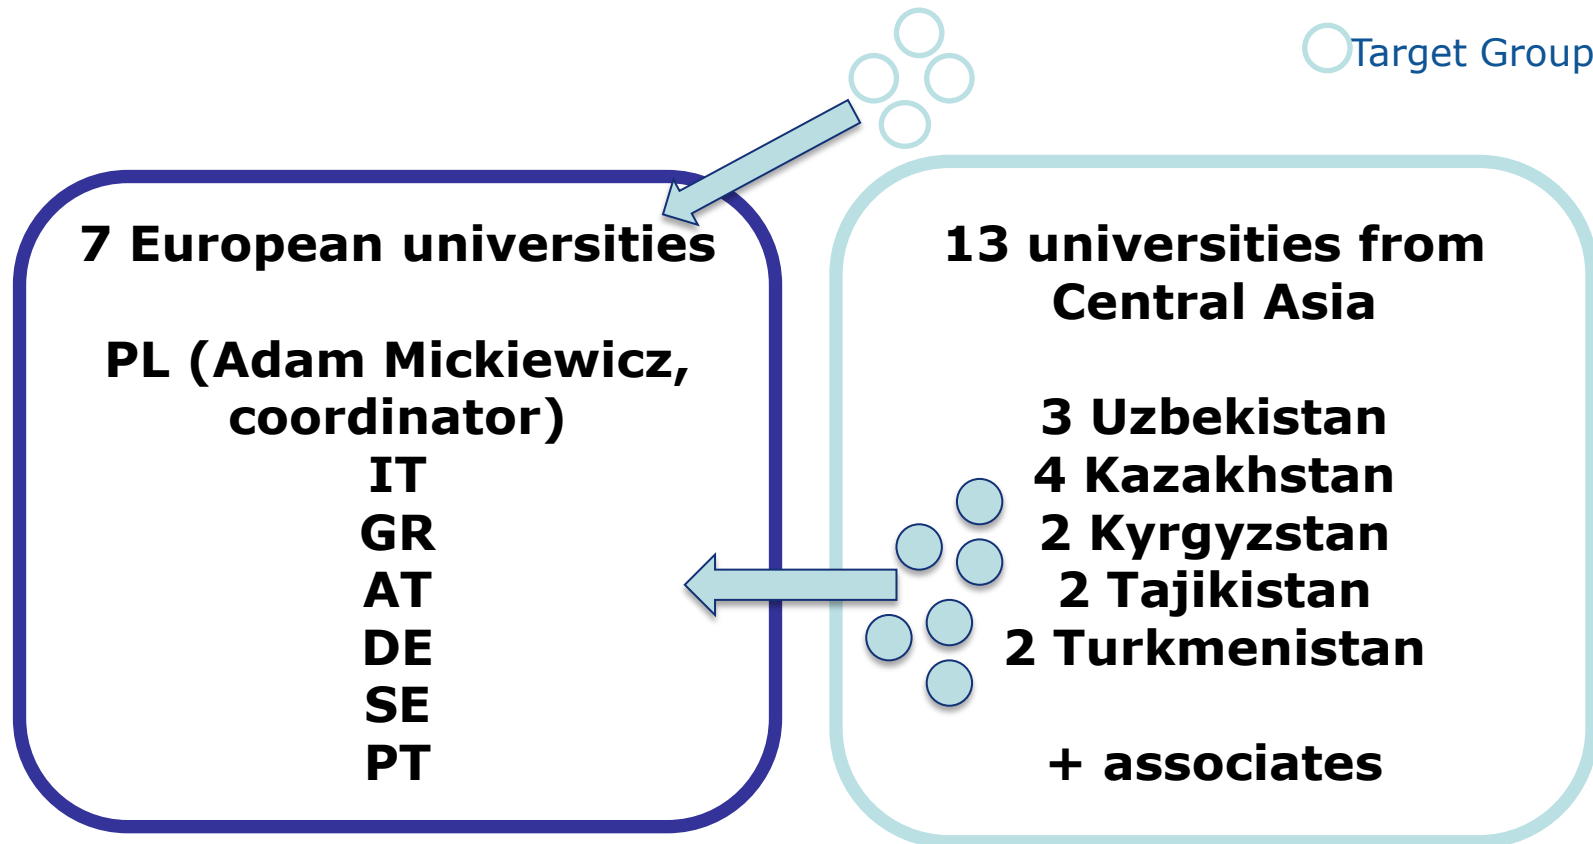 Target Group
7 European universities
PL (Adam Mickiewicz,
coordinator)
IT
GR
AT
DE
SE
PT
13 universities from
Central Asia
3 Uzbekistan
4 Kazakhstan
2 Kyrgyzstan
2 Tajikistan
2 Turkmenistan
+ associates